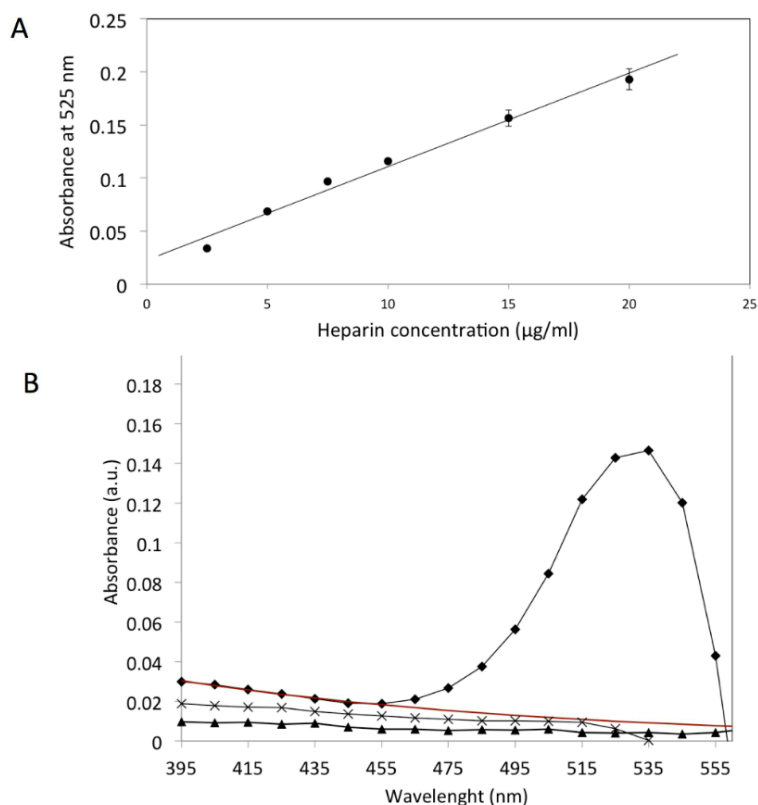 A
Absorbance at 525 nm
0.25
0.2
0.15
0.1
0.05
0
0 5 10 15 20 25
Heparin concentration (µg/ml)
B
Absorbance (a.u.)
0.18
0.16
0.14
0.12
0.1
0.08
0.06
0.04
0.02
0
395 415 435 455 475 495 515 535 555
Wavelenght (nm)